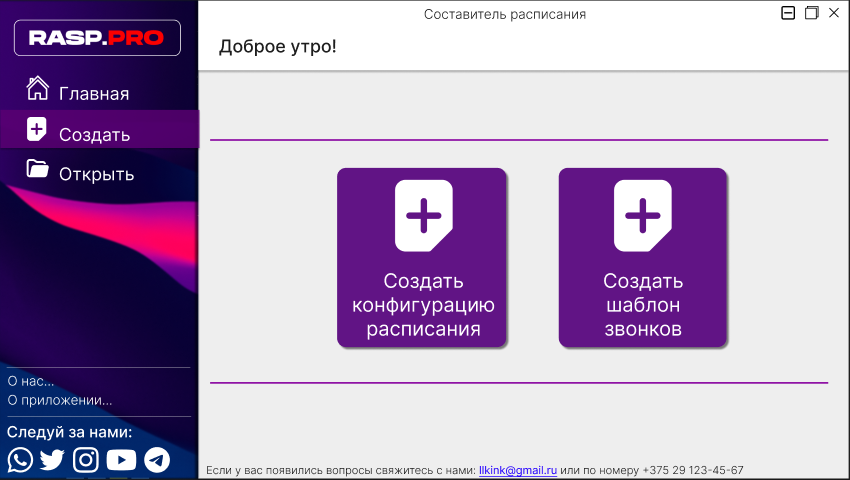 Составитель расписания
RASP.PRO
Доброе утро!
Главная
Создать
Открыть
Создать
конфигурацию
расписания
Создать
шаблон
звонков
О нас...
О приложении...
Следуй за нами:
Если у вас появились вопросы свяжитесь с нами: llkink@gmail.ru или по номеру +375 29 123-45-67